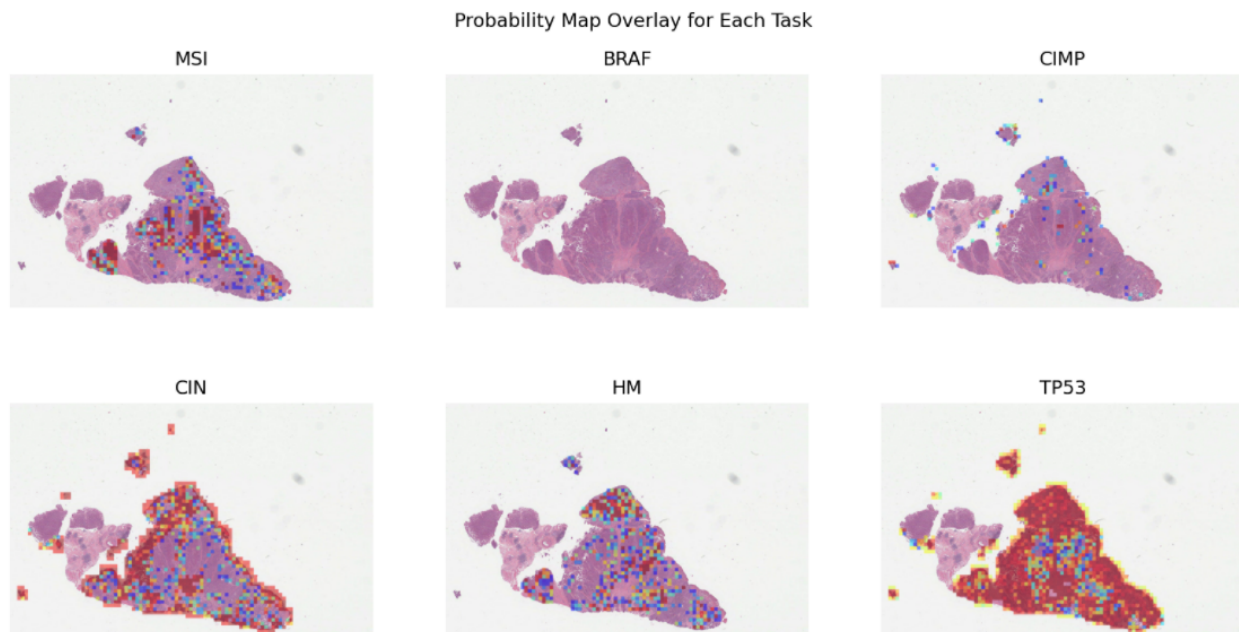 Probability Map Overlay for Each Task
MSI
BRAF
CIMP
CIN
HM
TP53